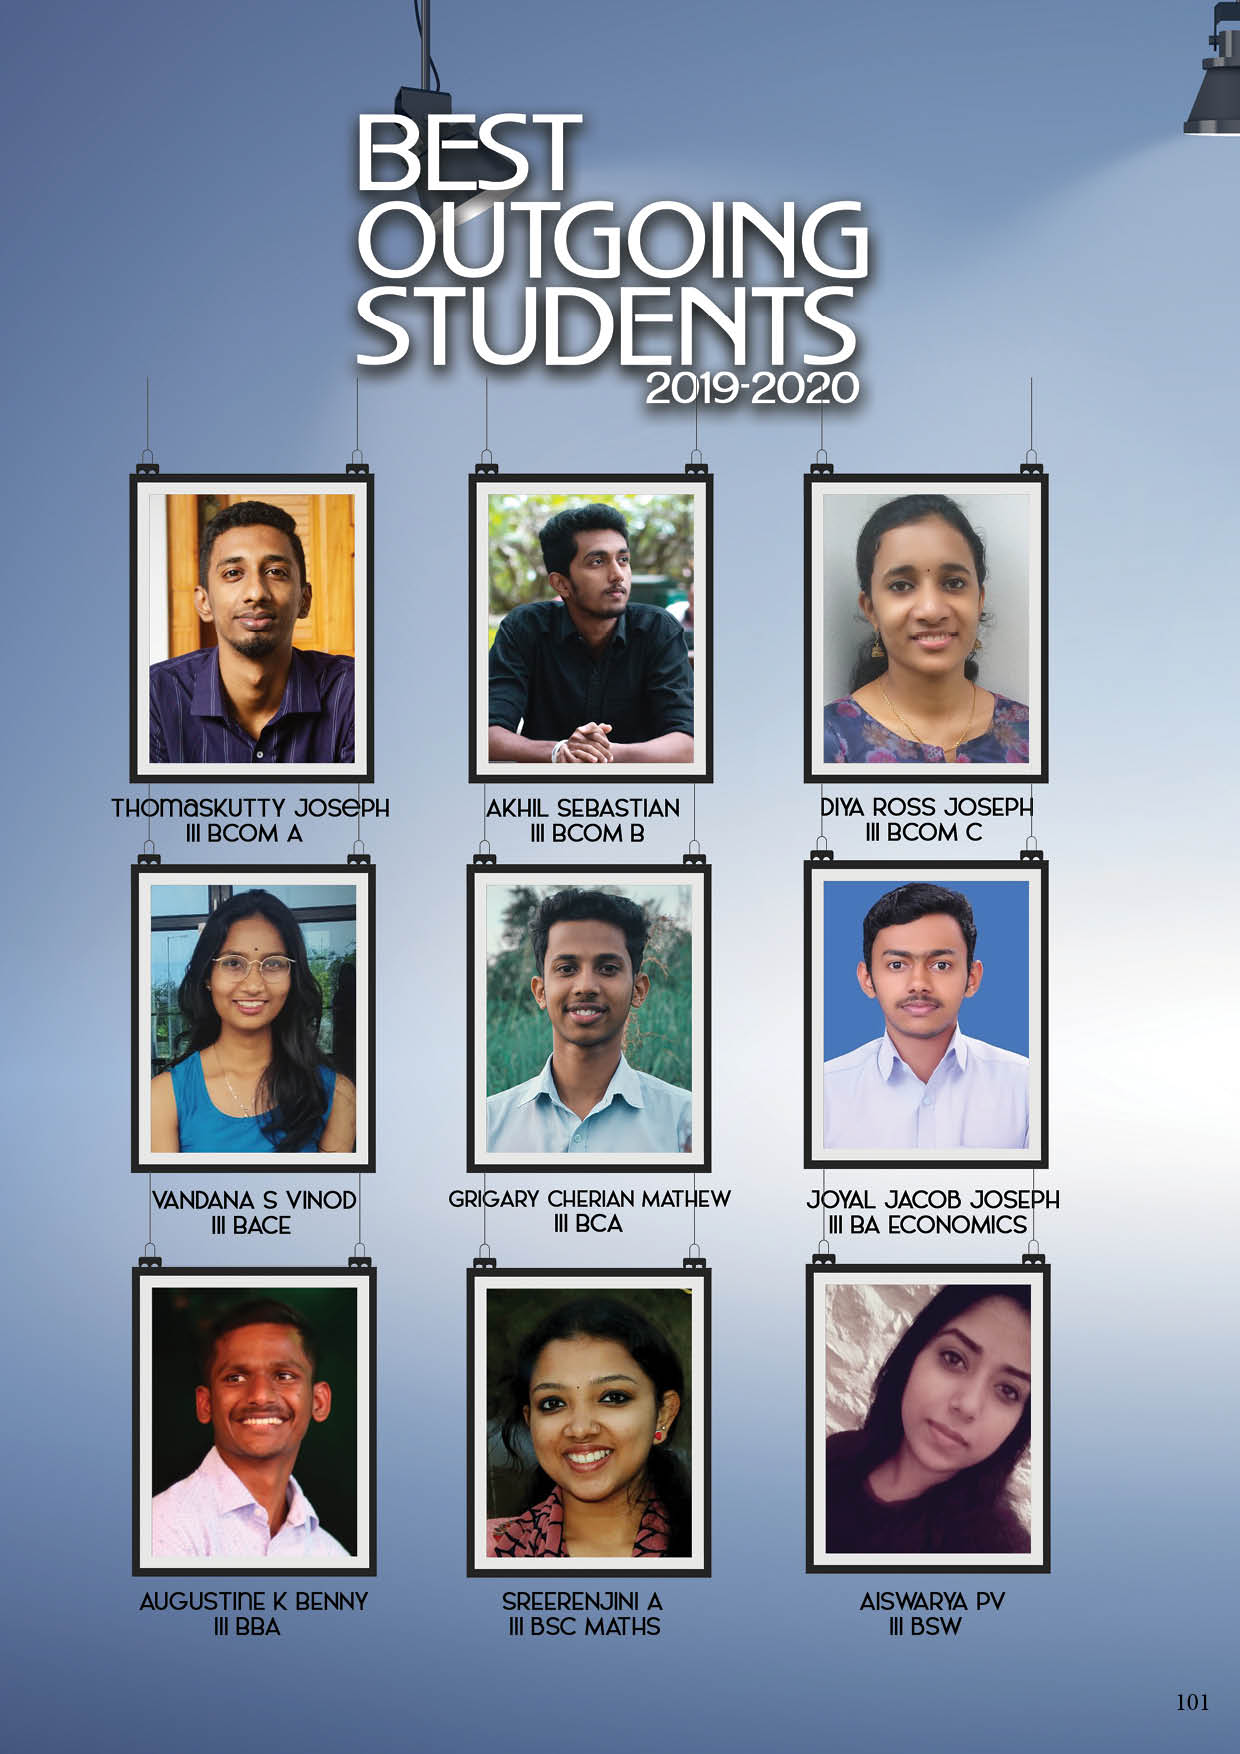 BEST
OUTGOING
STUDENTS
2019-2020
THOMASKUTTY JOSEPH
III BCOM A
AKHIL SEBASTIAN
III BCOM B
DIYA ROSS JOSEPH
III BCOM C
VANDANA S VINOD
III BACE
GRIGARY CHERIAN MATHEW
III BCA
JOYAL JACOB JOSEPH
III BA ECONOMICS
AUGUSTINE K BENNY
III BBA
SREERENJINI A
III BSC MATHS
AISWARYA PV
III BSW
101